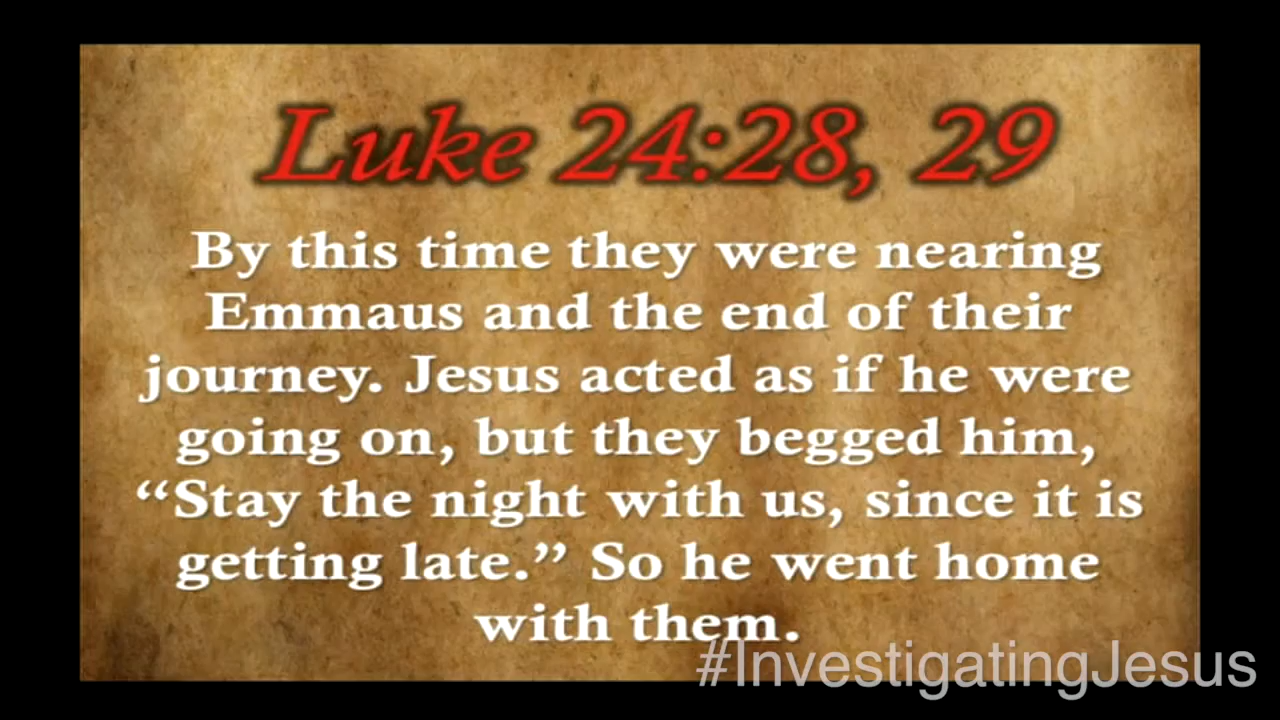 Luke 24:28, 29
By this time they were nearing
Emmaus and the end of their
journey. Jesus acted as if he were
going on, but they begged him,
“Stay the night with us, since it is
getting late.” So he went home
with them.
#InvestigatingJesus